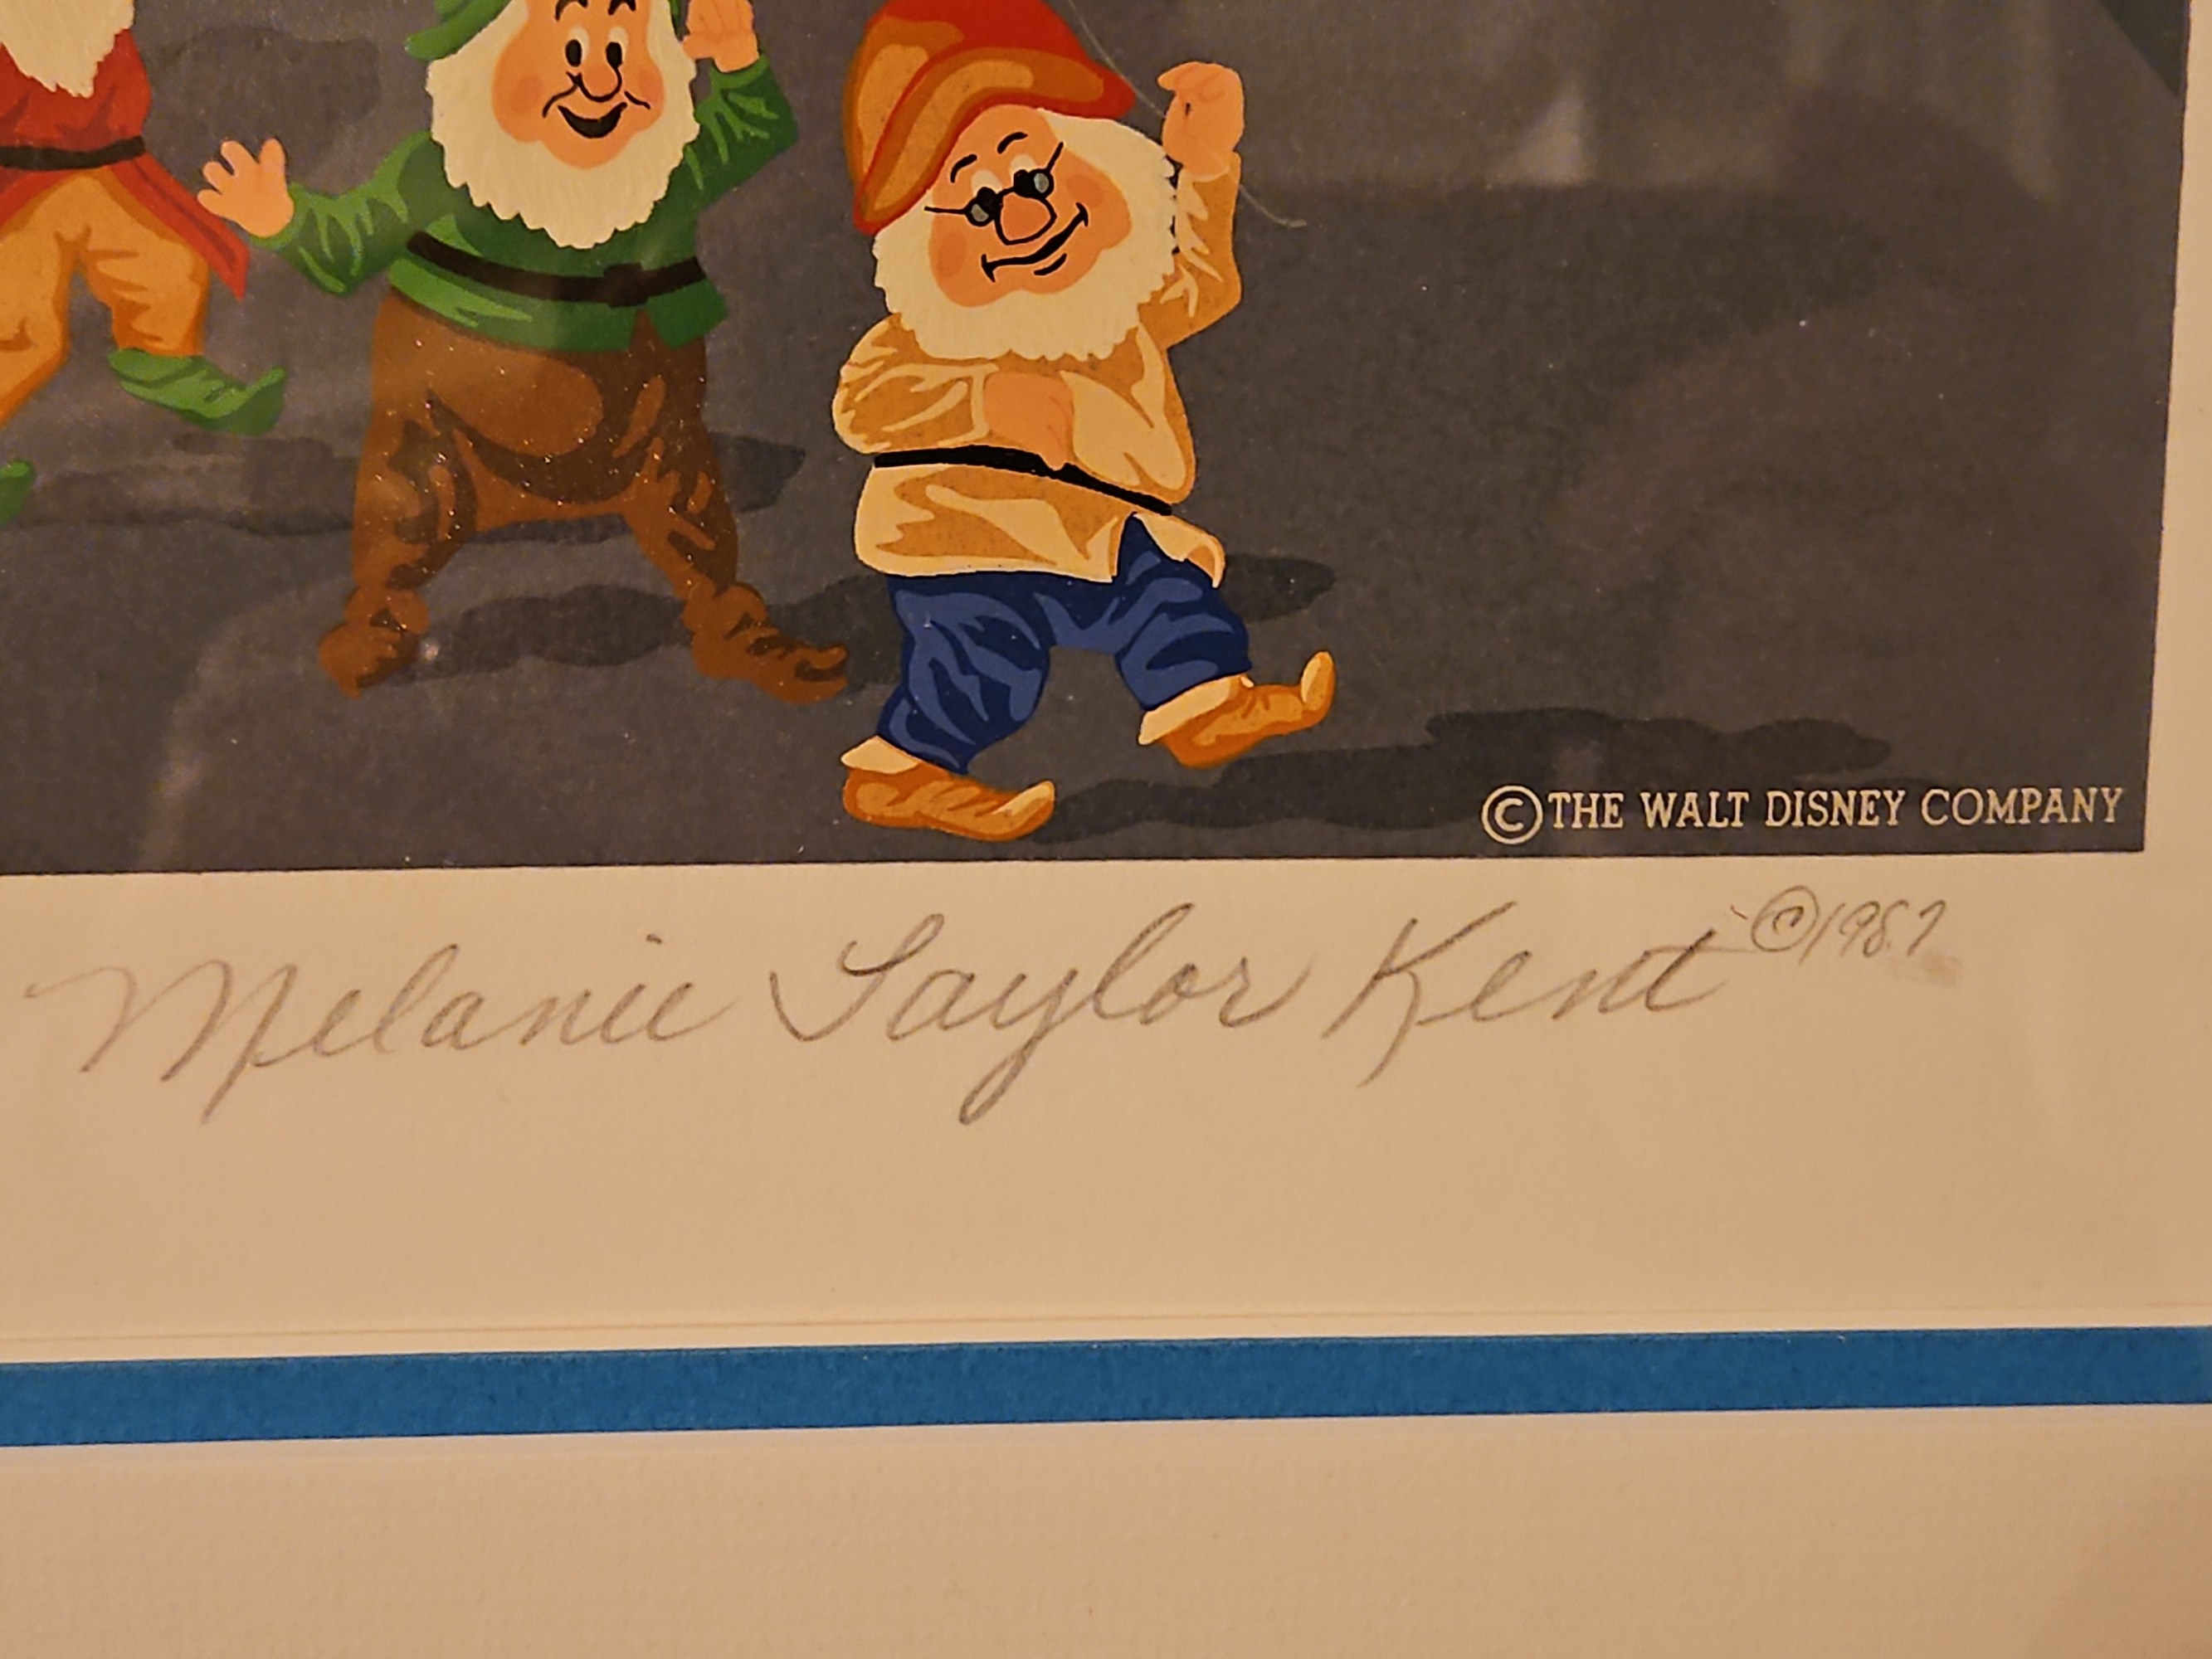 ©THE WALT DISNEY COMPANY
Melanie Taylor Kent ©1987